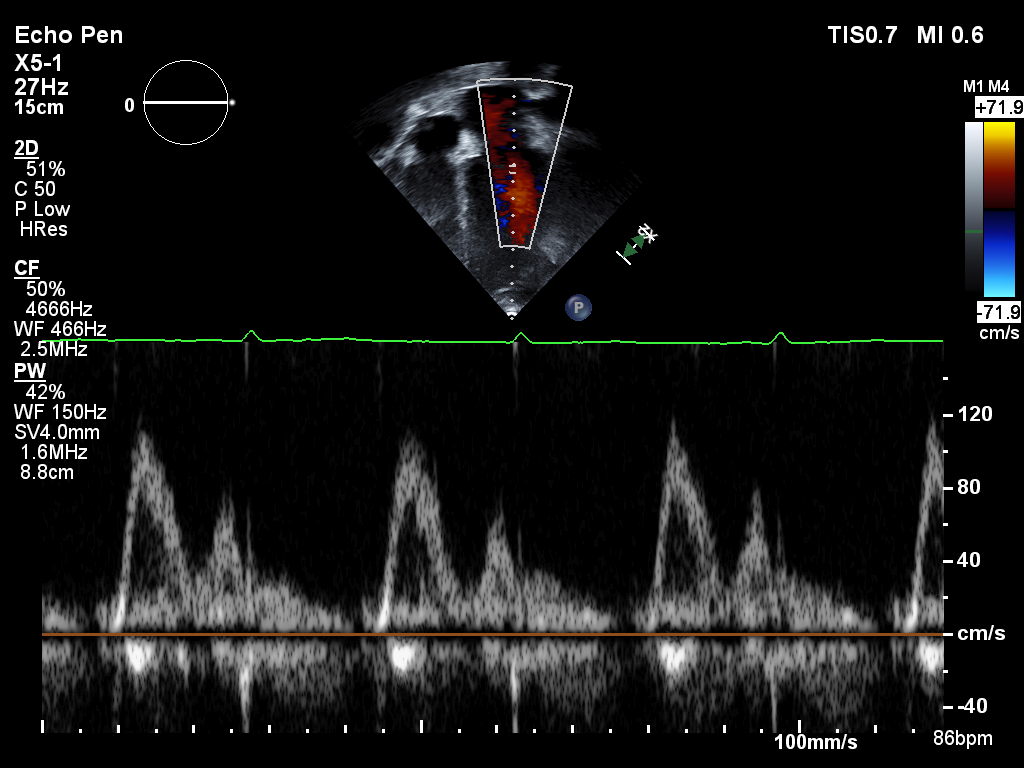 Echo Pen
TIS0.7 MI 0.6
X5-1
27Hz
15cm
0
M1 M4
+71.9
2D
51%
C 50
P Low
HRes
P
CF
50%
4666Hz
WF 466Hz
2.5MHz
-71.9
cm/s
PW
42%
WF 150Hz
SV4.0mm
1.6MHz
8.8cm
120
80
40
cm/s
-40
100mm/s
86bpm